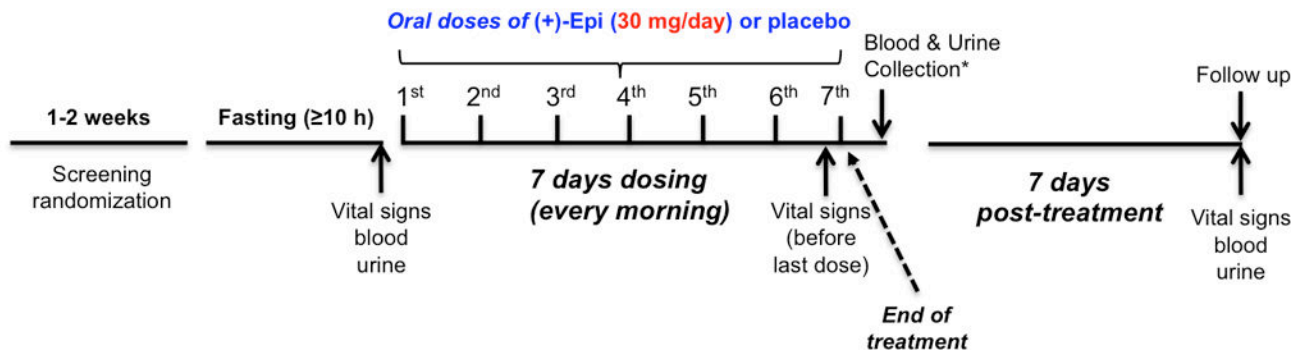 Oral doses of (+)-Epi (30 mg/day) or placebo
Blood & Urine
Collection*
Follow up
1st
2nd
3rd
4th
5th
6th
7th
1-2 weeks
Fasting (≥10 h)
Screening
randomization
Vital signs
blood
urine
7 days dosing
(every morning)
Vital signs
(before
last dose)
End of
treatment
7 days
post-treatment
Vital signs
blood
urine